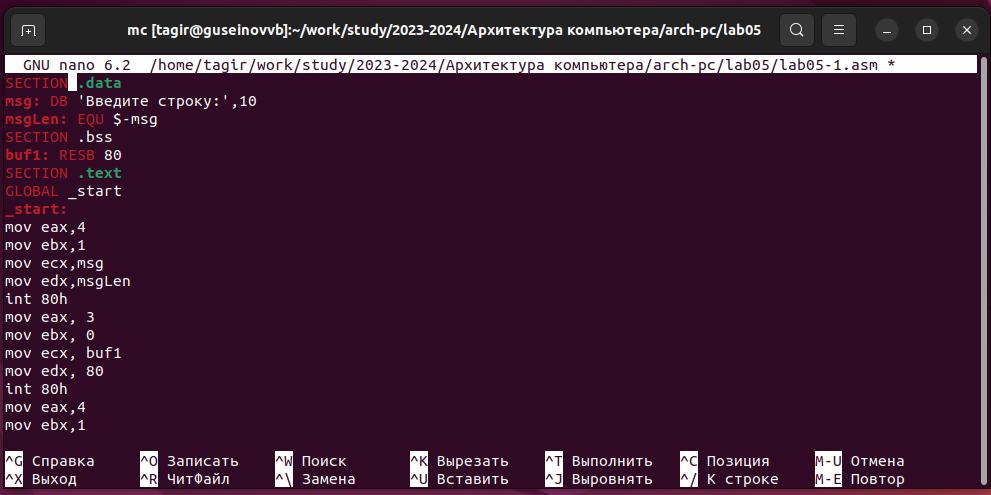 mc [tagir@guseinovvb]:~/work/study/2023-2024/Архитектура компьютера/arch-pc/lab05
GNU nano 6.2 /home/tagir/work/study/2023-2024/Архитектура компьютера/arch-pc/lab05/lab05-1.asm *
SECTION .data
msg: DB 'Введите строку:',10
msgLen: EQU $-msg
SECTION .bss
buf1: RESB 80
SECTION .text
GLOBAL _start
_start:
mov eax,4
mov ebx,1
mov ecx,msg
mov edx,msgLen
int 80h
mov eax, 3
mov ebx, 0
mov ecx, buf1
mov edx, 80
int 80h
mov eax,4
mov ebx,1
^G Справка ^O Записать ^W Поиск ^K Вырезать ^T Выполнить ^C Позиция M-U Отмена
^X Выход ^R ЧитФайл ^\ Замена ^U Вставить ^J Выровнять ^/ К строке M-E Повтор